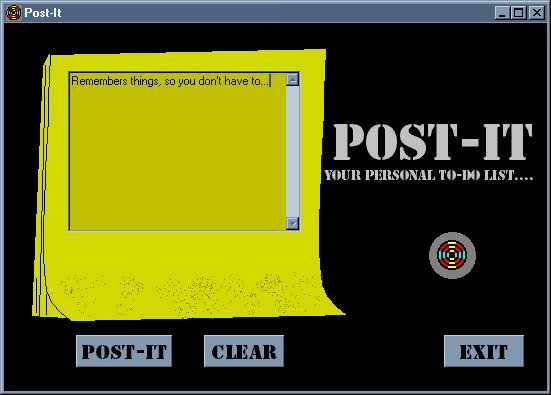 Post-It
Remembers things, so you don't have to...
POST-IT
YOUR PERSONAL TO-DO LIST....
POST-IT
CLEAR
EXIT